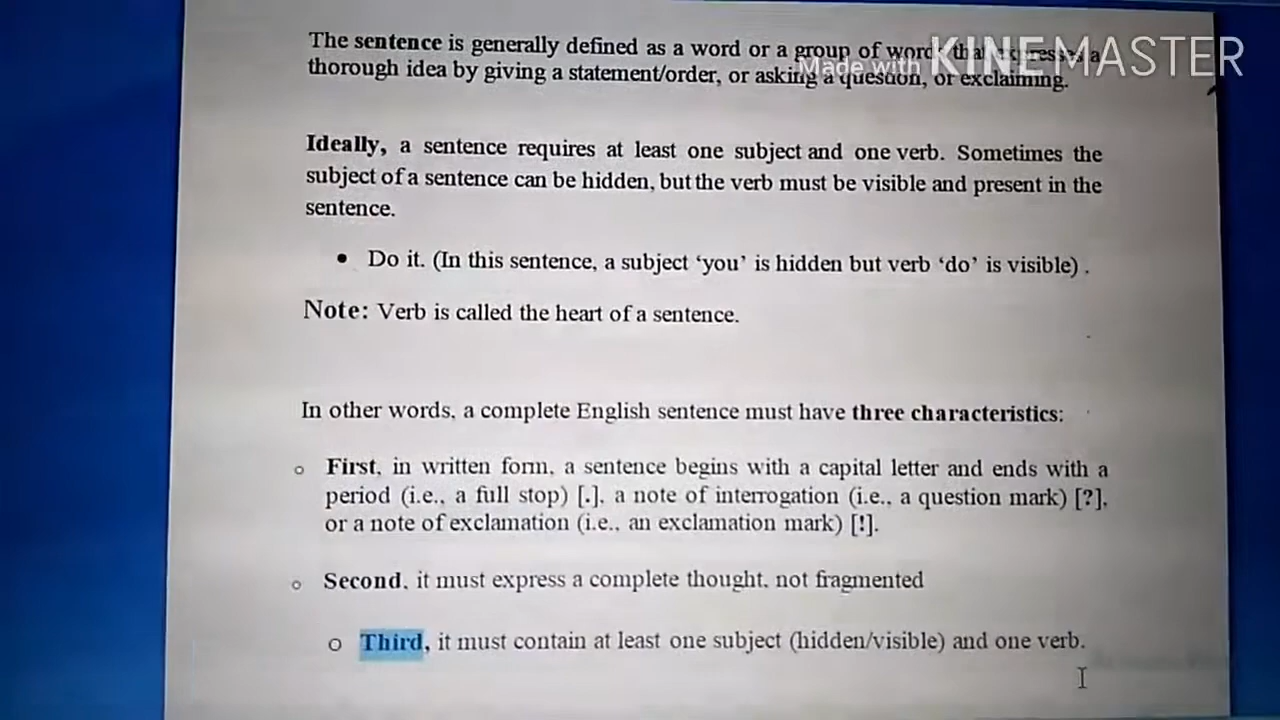 The sentence is generally defined as a word or a group of words that expresses a
thorough idea by giving a statement/order, or asking a question, or exclaiming.
Made with KINEMASTER
Ideally, a sentence requires at least one subject and one verb. Sometimes the
subject of a sentence can be hidden, but the verb must be visible and present in the
sentence.
• Do it. (In this sentence, a subject ‘you’ is hidden but verb ‘do’ is visible) .
Note: Verb is called the heart of a sentence.
In other words, a complete English sentence must have three characteristics:
o First, in written form, a sentence begins with a capital letter and ends with a
period (i.e., a full stop) [.], a note of interrogation (i.e., a question mark) [?],
or a note of exclamation (i.e., an exclamation mark) [!].
o Second, it must express a complete thought, not fragmented
o Third, it must contain at least one subject (hidden/visible) and one verb.